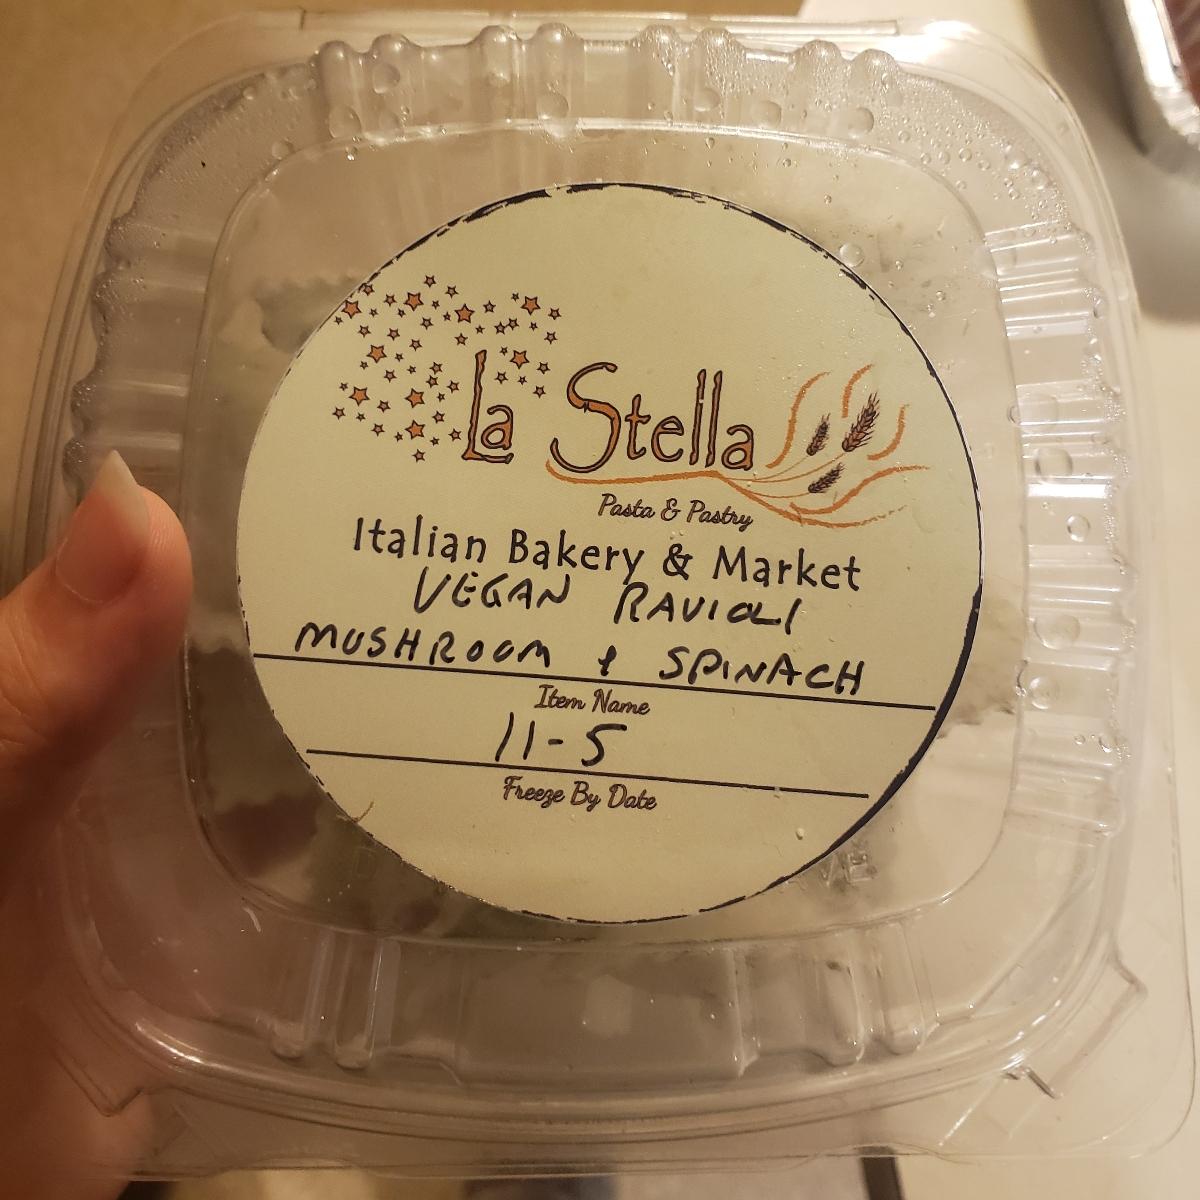 La Stella
Pasta & Pastry
Italian Bakery & Market
VEGAN RAVIOLI
MUSHROOM & SPINACH
Item Name
11-5
Freeze By Date